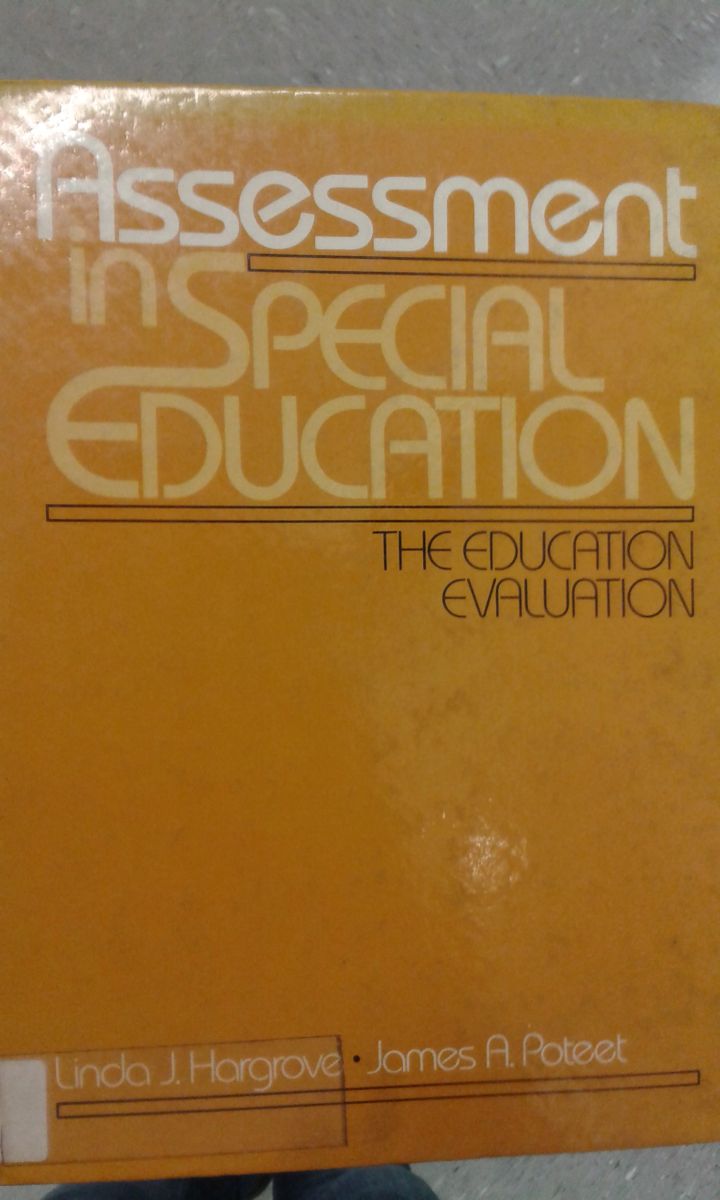 Assessment
in Special
Education
The Education
Evaluation
Linda J. Hargrove · James A. Poteet